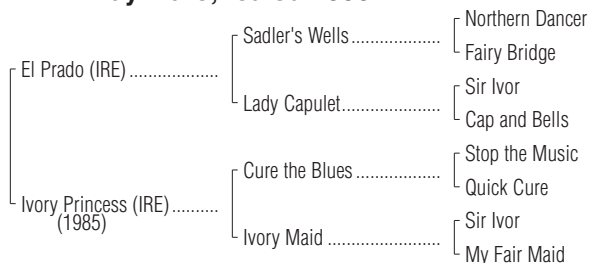 Northern Dancer
Sadler's Wells.....................
Fairy Bridge
El Prado (IRE) ...................
Sir Ivor
Lady Capulet.......................
Cap and Bells
Stop the Music
Cure the Blues ...................
Quick Cure
Ivory Princess (IRE)..........
(1985)
Sir Ivor
Ivory Maid .........................
My Fair Maid